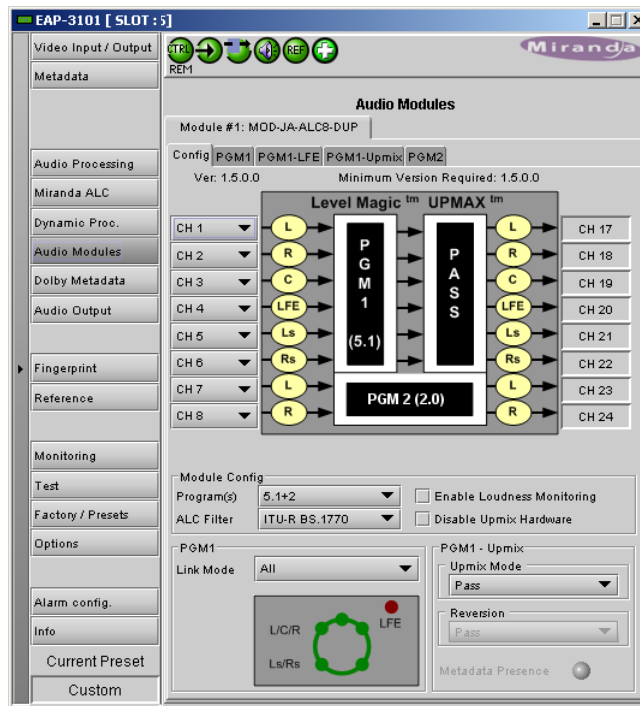 EAP-3101 [ SLOT : 5]
Video Input / Output
Metadata
Audio Processing
Miranda ALC
Dynamic Proc.
Audio Modules
Dolby Metadata
Audio Output
Fingerprint
Reference
Monitoring
Test
Factory / Presets
Options
Alarm config.
Info
Current Preset
Custom
CTRL
REM
REF
Miranda
Audio Modules
Module #1: MOD-JA-ALC8-DUP
Config PGM1 PGM1-LFE PGM1-Upmix PGM2
Ver: 1.5.0.0 Minimum Version Required: 1.5.0.0
Level Magic tm UPMAX tm
CH 1 L L CH 17
CH 2 R R CH 18
CH 3 C C CH 19
CH 4 LFE LFE CH 20
CH 5 Ls Ls CH 21
CH 6 Rs Rs CH 22
CH 7 L L CH 23
CH 8 R R CH 24
PGM1
(5.1)
PASS
PGM 2 (2.0)
Module Config
Program(s) 5.1+2 Enable Loudness Monitoring
ALC Filter ITU-R BS.1770 Disable Upmix Hardware
PGM1
Link Mode All
L/C/R
LFE
Ls/Rs
PGM1 - Upmix
Upmix Mode
Pass
Reversion
Pass
Metadata Presence